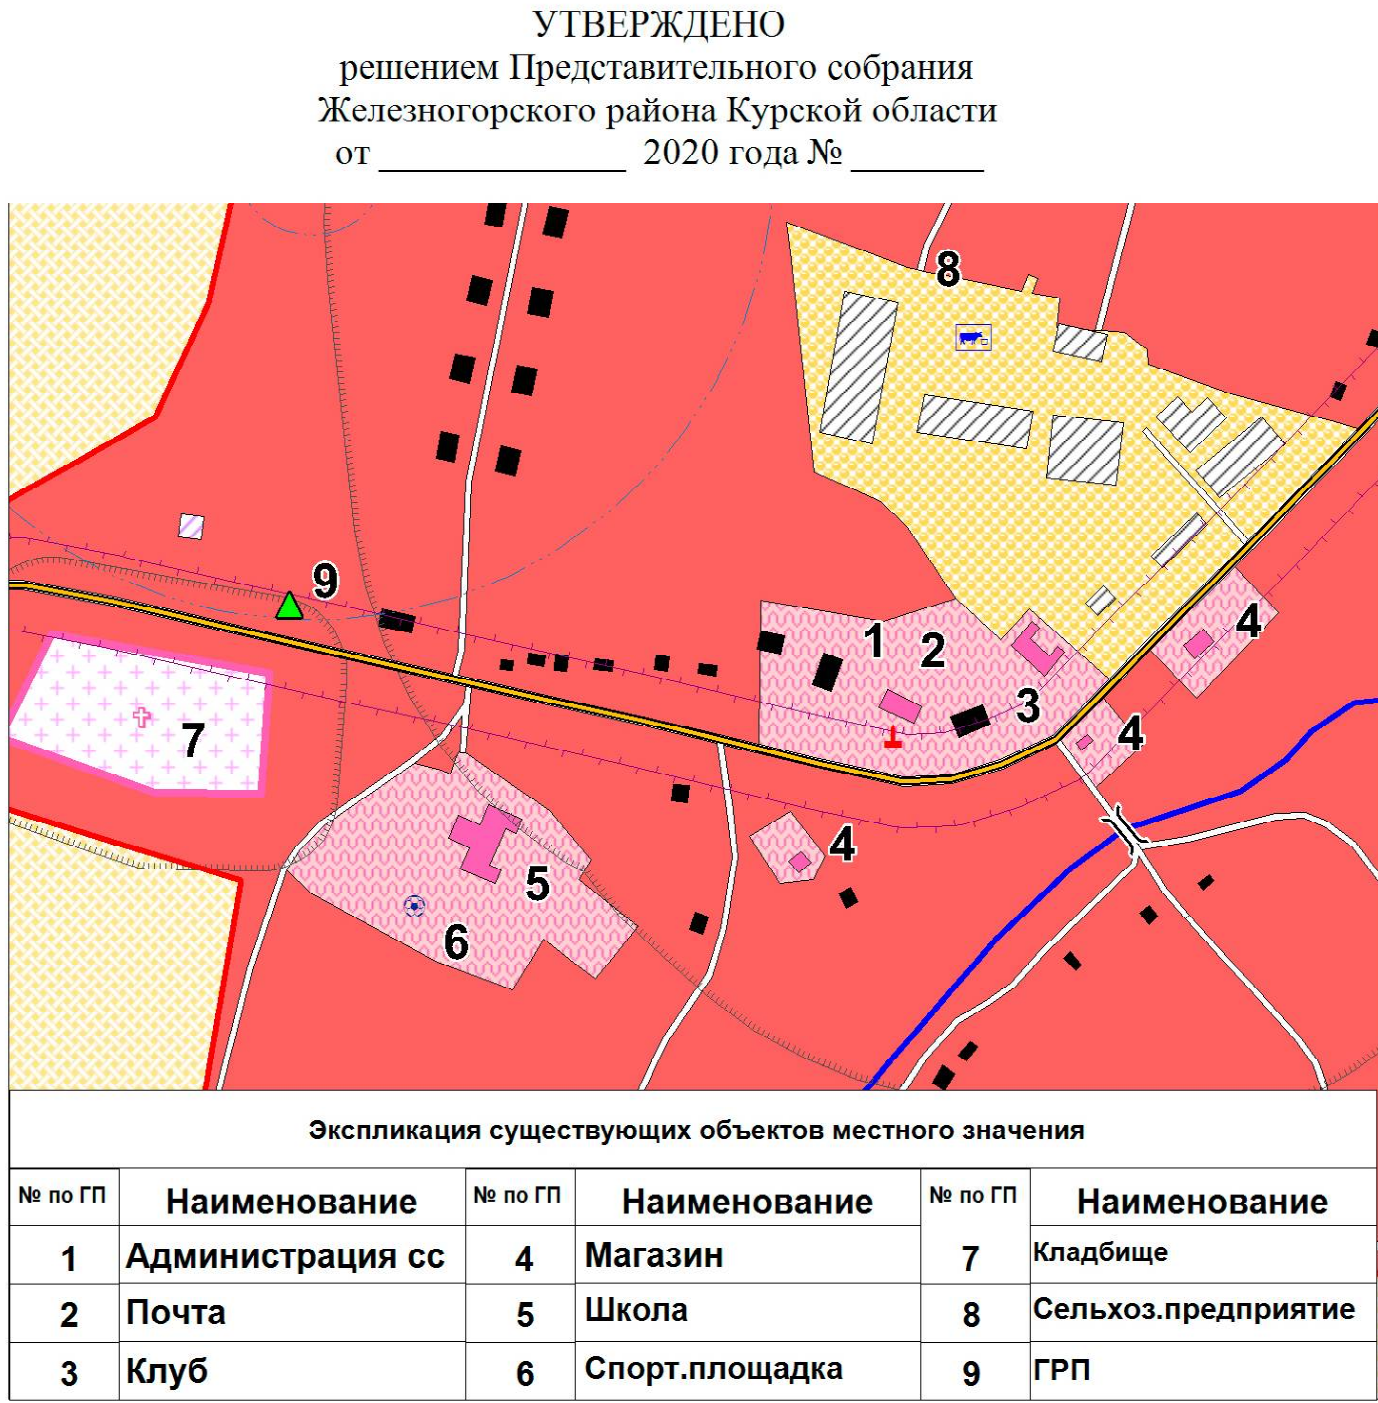 УТВЕРЖДЕНО
решением Представительного собрания
Железногорского района Курской области
от ______________ 2020 года № _______
8
9
1
2
4
3
7
4
4
5
6
Экспликация существующих объектов местного значения
№ по ГП Наименование № по ГП Наименование № по ГП Наименование
1 Администрация сс 4 Магазин 7 Кладбище
2 Почта 5 Школа 8 Сельхоз.предприятие
3 Клуб 6 Спорт.площадка 9 ГРП